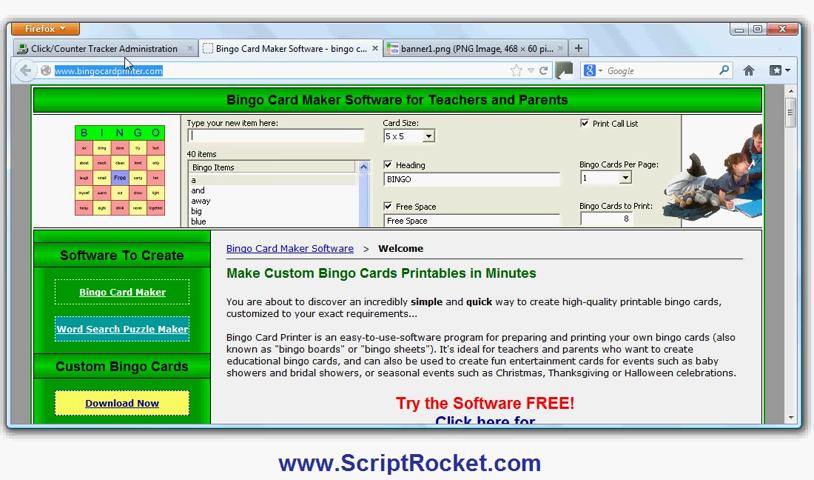 Firefox
Click/Counter Tracker Administration
Bingo Card Maker Software - bingo c...
banner1.png (PNG Image, 468 × 60 pi...
www.bingocardprinter.com
Google
Bingo Card Maker Software for Teachers and Parents
BINGO
Free
Type your new item here:
40 items
Bingo Items
a
and
away
big
blue
Card Size:
5 x 5
Heading
BINGO
Free Space
Free Space
Print Call List
Bingo Cards Per Page:
1
Bingo Cards to Print:
8
Software To Create
Bingo Card Maker
Word Search Puzzle Maker
Custom Bingo Cards
Download Now
Bingo Card Maker Software > Welcome
Make Custom Bingo Cards Printables in Minutes
You are about to discover an incredibly simple and quick way to create high-quality printable bingo cards,
customized to your exact requirements...
Bingo Card Printer is an easy-to-use-software program for preparing and printing your own bingo cards (also
known as "bingo boards" or "bingo sheets"). It's ideal for teachers and parents who want to create
educational bingo cards, and can also be used to create fun entertainment cards for events such as baby
showers and bridal showers, or seasonal events such as Christmas, Thanksgiving or Halloween celebrations.
Try the Software FREE!
Click here for
www.ScriptRocket.com